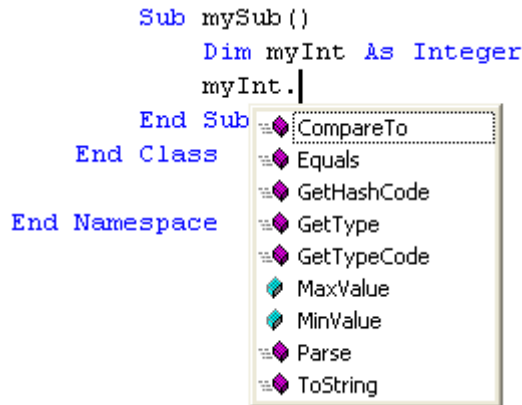 Sub mySub()
Dim myInt As Integer
myInt.
End Sub
End Class
End Namespace
CompareTo
Equals
GetHashCode
GetType
GetTypeCode
MaxValue
MinValue
Parse
ToString